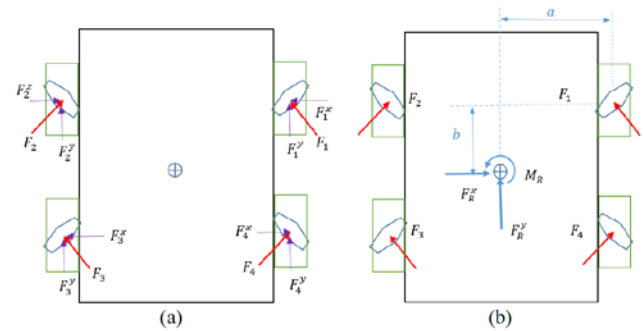 a
F_2^x
F_1^x
F_2
F_2^y
F_1^y
F_1
F_2
F_1
b
M_R
F_R^x
F_3^x
F_4^x
F_3
F_3^y
F_4
F_4^y
F_R^y
F_3
F_4
(a)
(b)